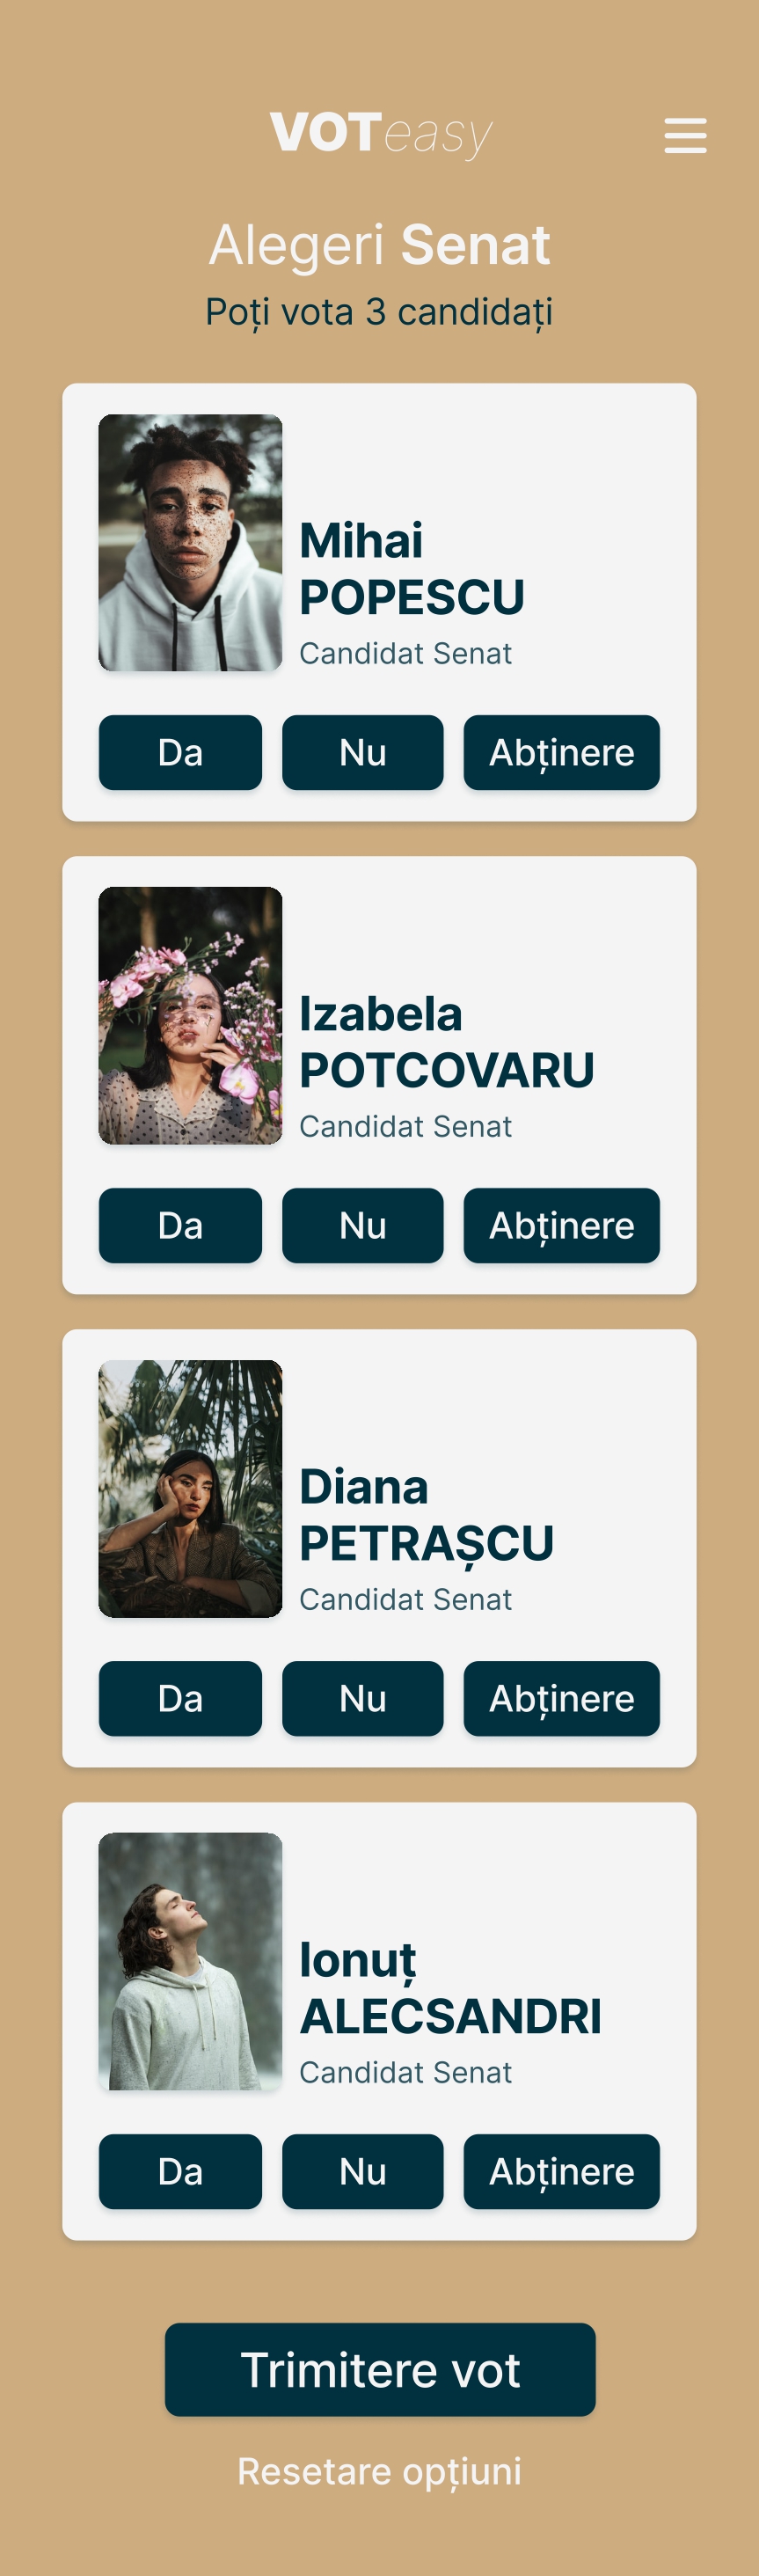 VOTeasy
Alegeri Senat
Poți vota 3 candidați
Mihai
POPESCU
Candidat Senat
Da Nu Abținere
Izabela
POTCOVARU
Candidat Senat
Da Nu Abținere
Diana
PETRAȘCU
Candidat Senat
Da Nu Abținere
Ionuț
ALECSANDRI
Candidat Senat
Da Nu Abținere
Trimitere vot
Resetare opțiuni